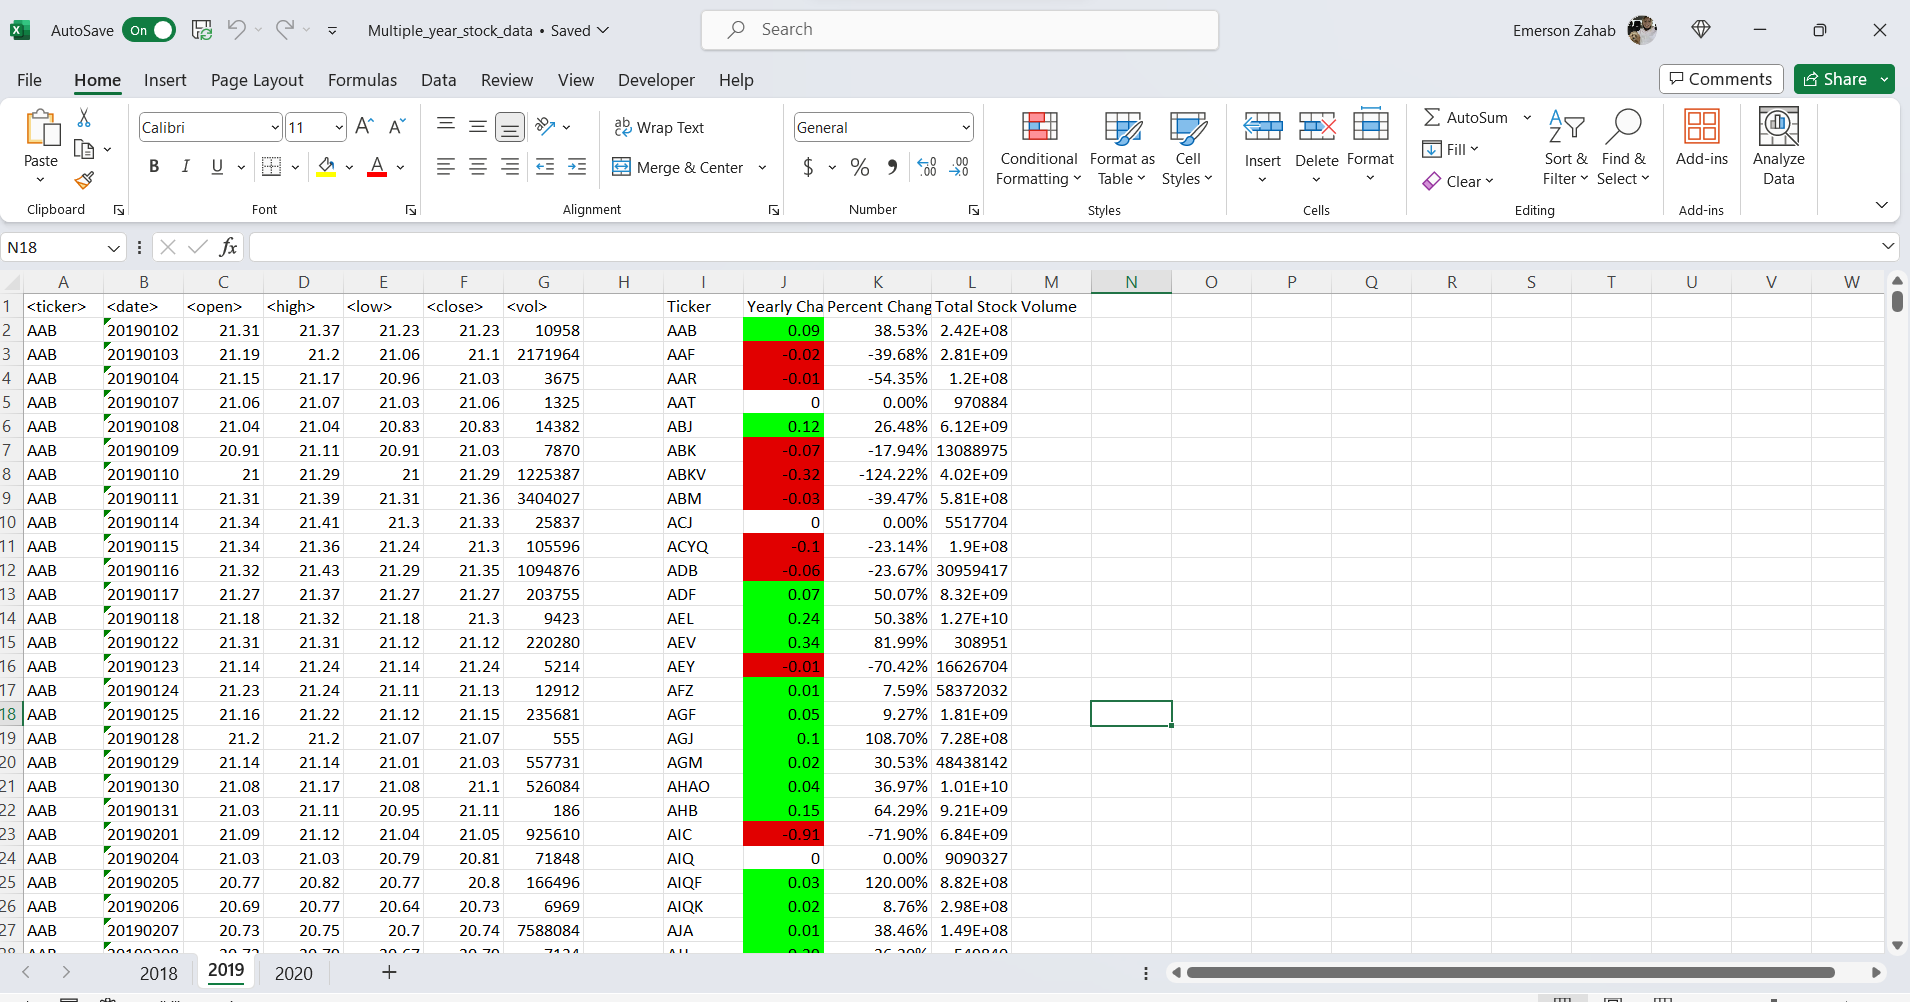 AutoSave On Multiple_year_stock_data • Saved Search Emerson Zahab
File Home Insert Page Layout Formulas Data Review View Developer Help Comments Share
Paste Calibri 11 Wrap Text General Conditional Formatting Format as Table Cell Styles Insert Delete Format AutoSum Sort & Filter Find & Select Add-ins Analyze Data
B I U A Merge & Center $ % Fill Clear
Clipboard Font Alignment Number Styles Cells Editing Add-ins
N18 fx
A B C D E F G H I J K L M N O P Q R S T U V W
1 <ticker> <date> <open> <high> <low> <close> <vol> Ticker Yearly Cha Percent Chang Total Stock Volume
2 AAB 20190102 21.31 21.37 21.23 21.23 10958 AAB 0.09 38.53% 2.42E+08
3 AAB 20190103 21.19 21.2 21.06 21.1 2171964 AAF -0.02 -39.68% 2.81E+09
4 AAB 20190104 21.15 21.17 20.96 21.03 3675 AAR -0.01 -54.35% 1.2E+08
5 AAB 20190107 21.06 21.07 21.03 21.06 1325 AAT 0 0.00% 970884
6 AAB 20190108 21.04 21.04 20.83 20.83 14382 ABJ 0.12 26.48% 6.12E+09
7 AAB 20190109 20.91 21.11 20.91 21.03 7870 ABK -0.07 -17.94% 13088975
8 AAB 20190110 21 21.29 21 21.29 1225387 ABKV -0.32 -124.22% 4.02E+09
9 AAB 20190111 21.31 21.39 21.31 21.36 3404027 ABM -0.03 -39.47% 5.81E+08
10 AAB 20190114 21.34 21.41 21.3 21.33 25837 ACJ 0 0.00% 5517704
11 AAB 20190115 21.34 21.36 21.24 21.3 105596 ACYQ -0.1 -23.14% 1.9E+08
12 AAB 20190116 21.32 21.43 21.29 21.35 1094876 ADB -0.06 -23.67% 30959417
13 AAB 20190117 21.27 21.37 21.27 21.27 203755 ADF 0.07 50.07% 8.32E+09
14 AAB 20190118 21.18 21.32 21.18 21.3 9423 AEL 0.24 50.38% 1.27E+10
15 AAB 20190122 21.31 21.31 21.12 21.12 220280 AEV 0.34 81.99% 308951
16 AAB 20190123 21.14 21.24 21.14 21.24 5214 AEY -0.01 -70.42% 16626704
17 AAB 20190124 21.23 21.24 21.11 21.13 12912 AFZ 0.01 7.59% 58372032
18 AAB 20190125 21.16 21.22 21.12 21.15 235681 AGF 0.05 9.27% 1.81E+09
19 AAB 20190128 21.2 21.2 21.07 21.07 555 AGJ 0.1 108.70% 7.28E+08
20 AAB 20190129 21.14 21.14 21.01 21.03 557731 AGM 0.02 30.53% 48438142
21 AAB 20190130 21.08 21.17 21.08 21.1 526084 AHAO 0.04 36.97% 1.01E+10
22 AAB 20190131 21.03 21.11 20.95 21.11 186 AHB 0.15 64.29% 9.21E+09
23 AAB 20190201 21.09 21.12 21.04 21.05 925610 AIC -0.91 -71.90% 6.84E+09
24 AAB 20190204 21.03 21.03 20.79 20.81 71848 AIQ 0 0.00% 9090327
25 AAB 20190205 20.77 20.82 20.77 20.8 166496 AIQF 0.03 120.00% 8.82E+08
26 AAB 20190206 20.69 20.77 20.64 20.73 6969 AIQK 0.02 8.76% 2.98E+08
27 AAB 20190207 20.73 20.75 20.7 20.74 7588084 AJA 0.01 38.46% 1.49E+08
2018 2019 2020